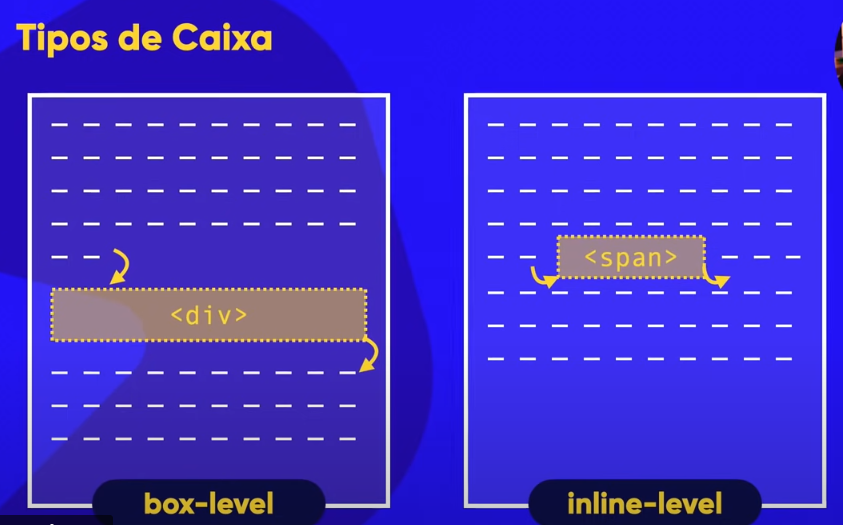 Tipos de Caixa
<div>
<span>
box-level
inline-level